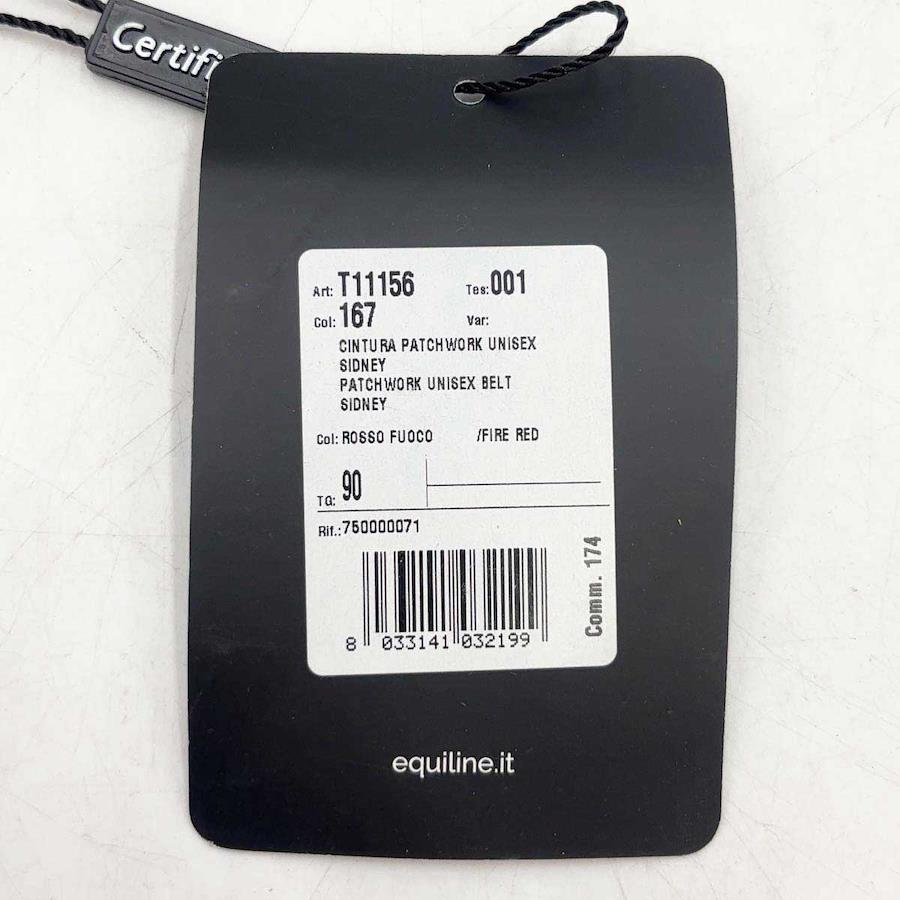 Certifi
Art: T11156 Tes: 001
Col: 167 Var:
CINTURA PATCHWORK UNISEX
SIDNEY
PATCHWORK UNISEX BELT
SIDNEY
Col: ROSSO FUOCO /FIRE RED
TG: 90
Rif.: 750000071
Comm. 174
8 033141 032199
equiline.it